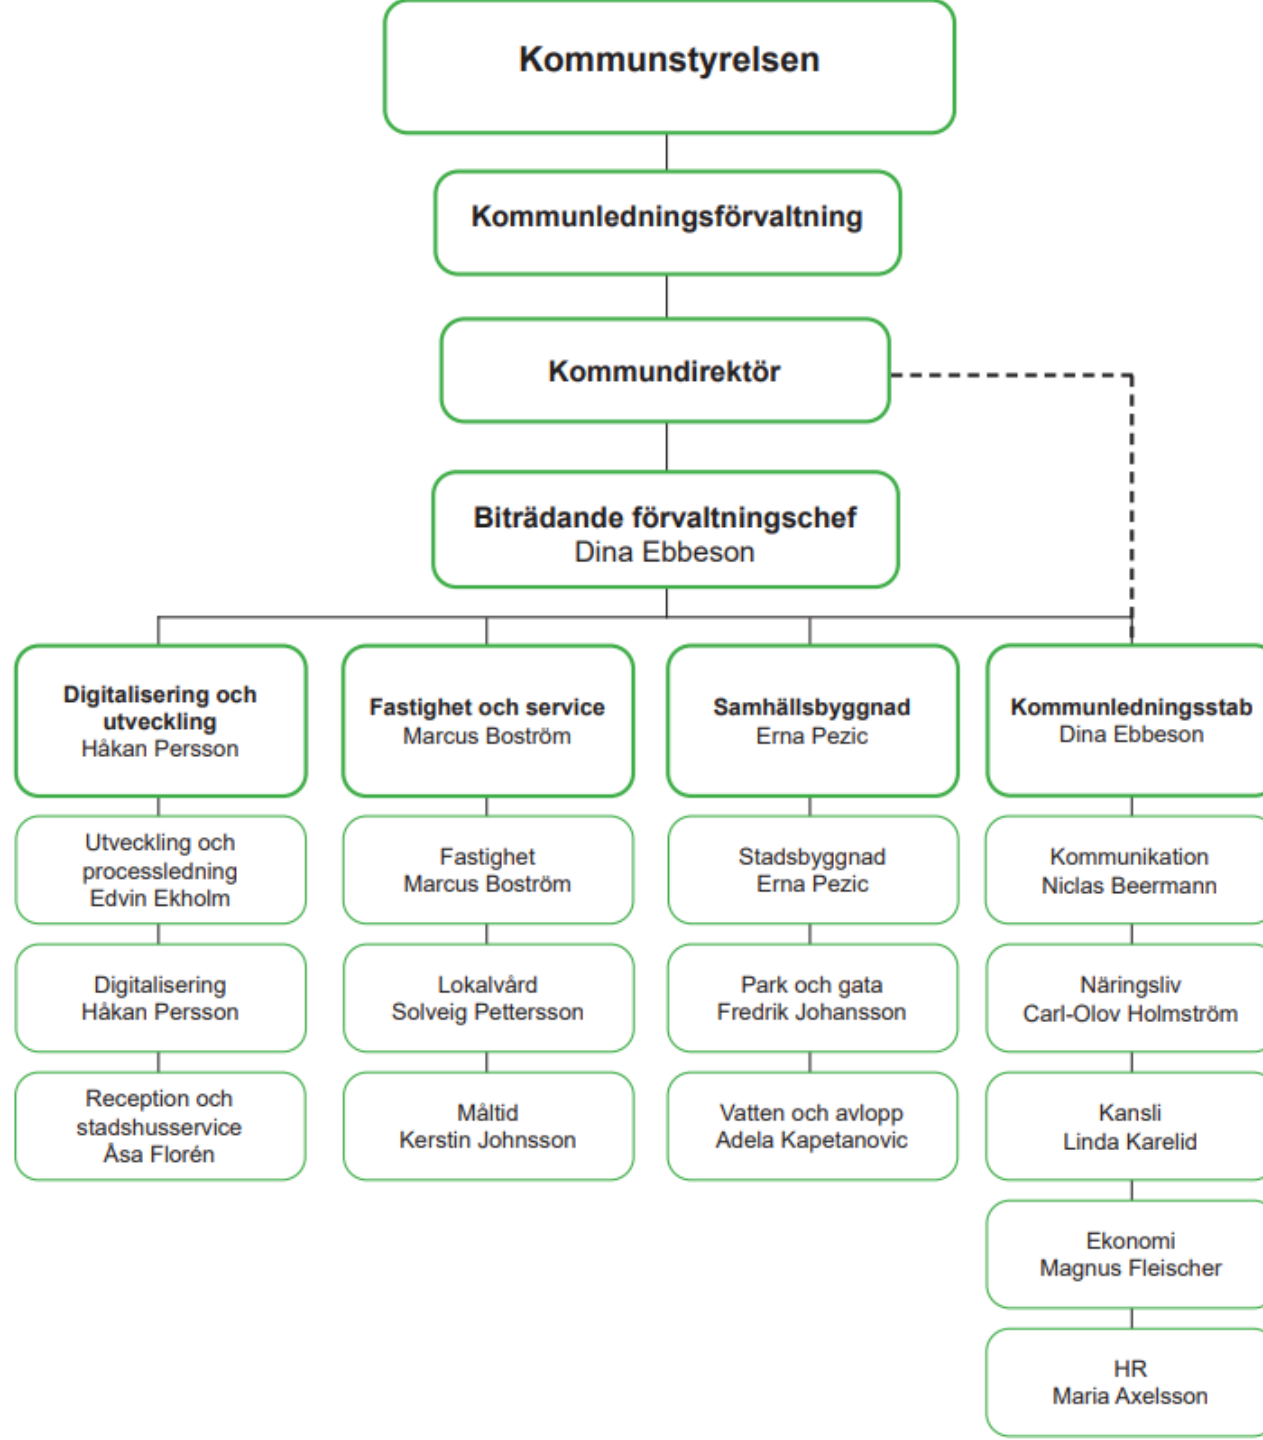 Kommunstyrelsen
Kommunledningsförvaltning
Kommundirektör
Biträdande förvaltningschef
Dina Ebbeson
Digitalisering och
utveckling
Håkan Persson
Utveckling och
processledning
Edvin Ekholm
Digitalisering
Håkan Persson
Reception och
stadshusservice
Åsa Florén
Fastighet och service
Marcus Boström
Fastighet
Marcus Boström
Lokalvård
Solveig Pettersson
Måltid
Kerstin Johnsson
Samhällsbyggnad
Erna Pezic
Stadsbyggnad
Erna Pezic
Park och gata
Fredrik Johansson
Vatten och avlopp
Adela Kapetanovic
Kommunledningsstab
Dina Ebbeson
Kommunikation
Niclas Beermann
Näringsliv
Carl-Olov Holmström
Kansli
Linda Karelid
Ekonomi
Magnus Fleischer
HR
Maria Axelsson